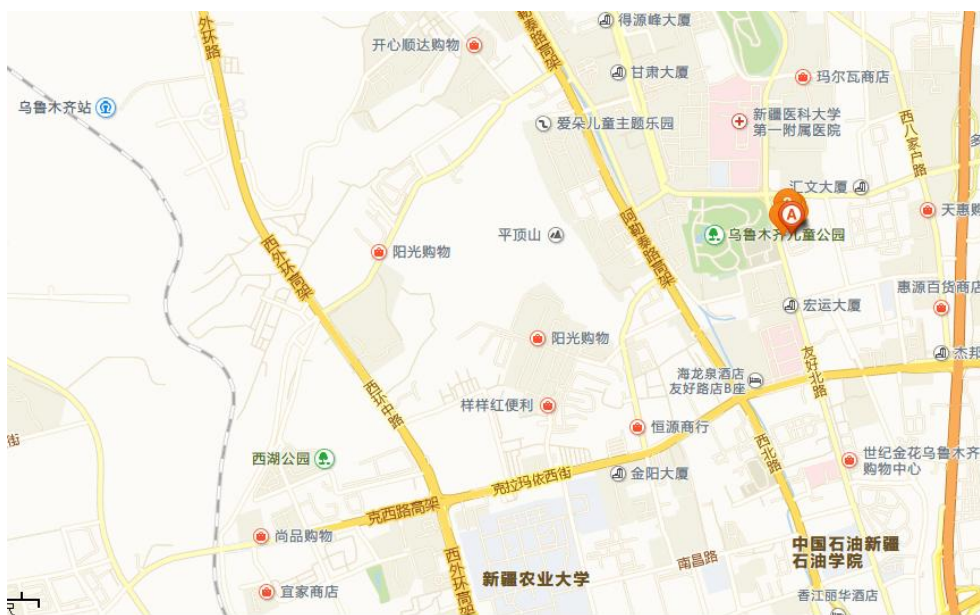 得源峰大厦
西外环路
开心顺达购物
甘肃大厦
玛尔瓦商店
乌鲁木齐站
新疆医科大学
第一附属医院
爱朵儿童主题乐园
西八家户路
阿勒泰路高架
汇文大厦
A
天惠购
平顶山
乌鲁木齐儿童公园
西外环高架
阳光购物
阿勒泰路高架
惠源百货商店
宏运大厦
阳光购物
友好北路
杰邦
海龙泉酒店
友好路店B座
西环中路
样样红便利
恒源商行
西北路
街
西湖公园
世纪金花乌鲁木齐
购物中心
金阳大厦
克拉玛依西街
克西路高架
尚品购物
中国石油新疆
石油学院
南昌路
西外环高架
新疆农业大学
宜家商店
香江丽华酒店